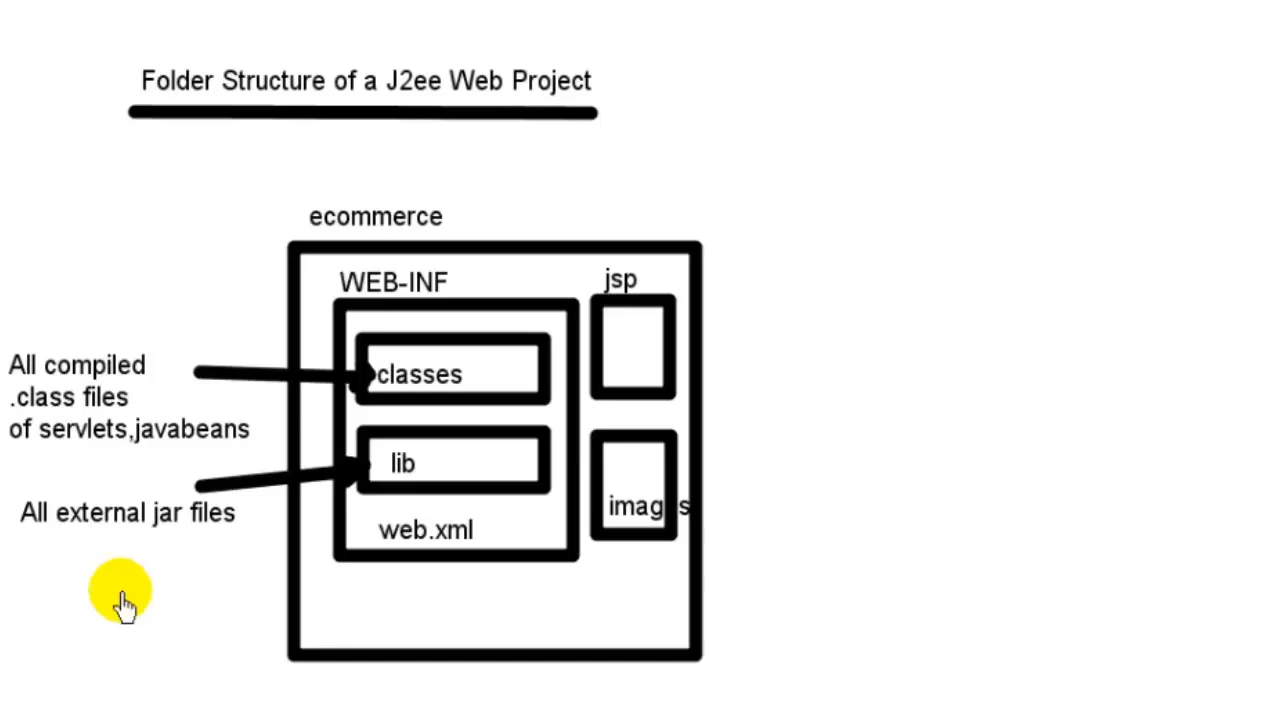 Folder Structure of a J2ee Web Project
ecommerce
WEB-INF
jsp
All compiled
.class files
of servlets,javabeans
classes
lib
All external jar files
images
web.xml